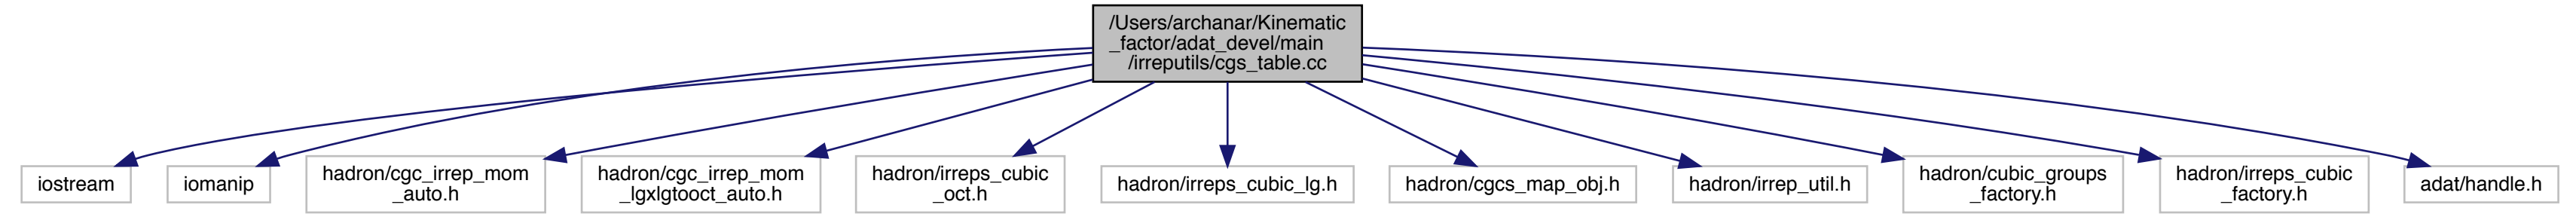 /Users/archanar/Kinematic
_factor/adat_devel/main
/irreputils/cgs_table.cc
iostream
iomanip
hadron/cgc_irrep_mom
_auto.h
hadron/cgc_irrep_mom
_lgxlgtooct_auto.h
hadron/irreps_cubic
_oct.h
hadron/irreps_cubic_lg.h
hadron/cgcs_map_obj.h
hadron/irrep_util.h
hadron/cubic_groups
_factory.h
hadron/irreps_cubic
_factory.h
adat/handle.h